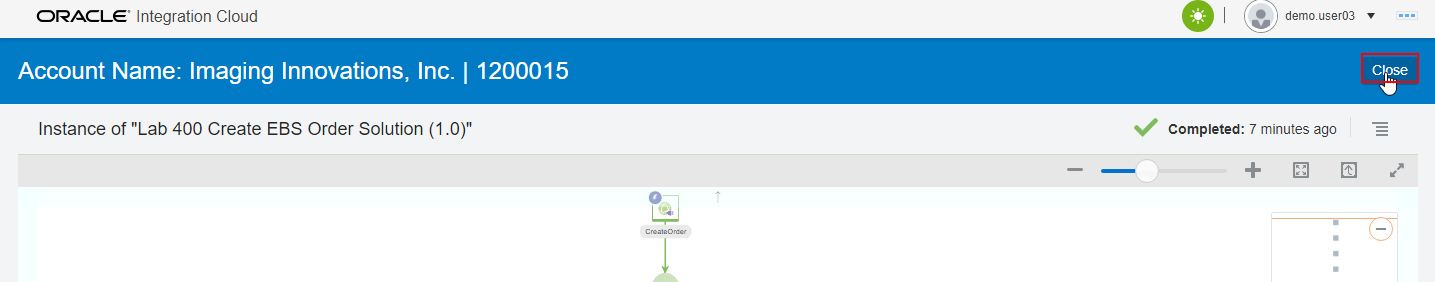 ORACLE® Integration Cloud
demo.user03
Account Name: Imaging Innovations, Inc. | 1200015
Close
Instance of "Lab 400 Create EBS Order Solution (1.0)"
Completed: 7 minutes ago
CreateOrder